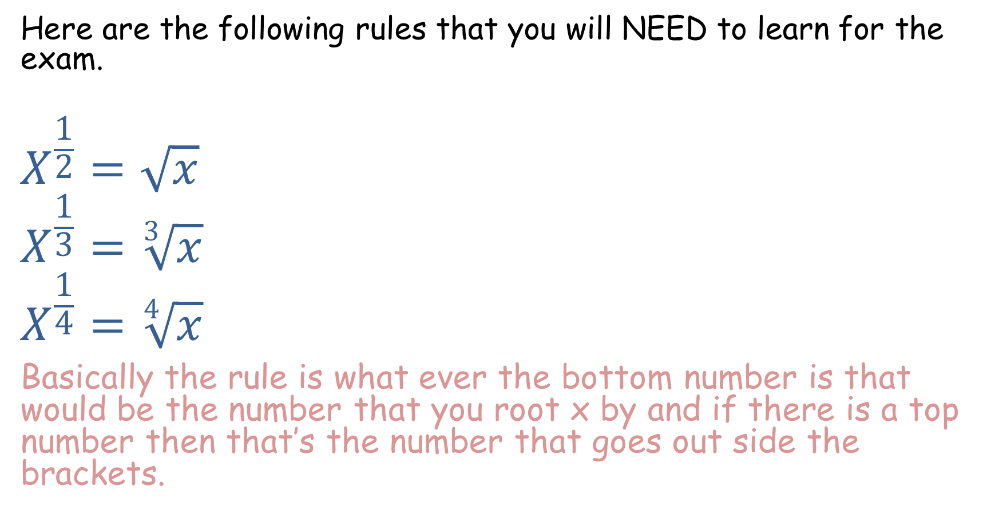 Here are the following rules that you will NEED to learn for the
exam.
X^{\frac{1}{2}} = \sqrt{x}
X^{\frac{1}{3}} = \sqrt[3]{x}
X^{\frac{1}{4}} = \sqrt[4]{x}
Basically the rule is what ever the bottom number is that
would be the number that you root x by and if there is a top
number then that's the number that goes out side the
brackets.